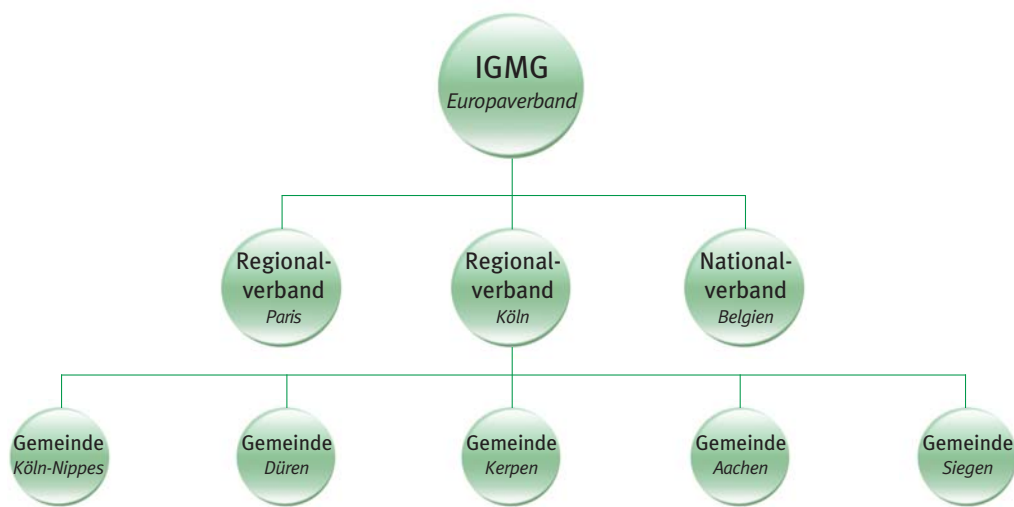 IGMG
Europaverband
Regional-
verband
Paris
Regional-
verband
Köln
National-
verband
Belgien
Gemeinde
Köln-Nippes
Gemeinde
Düren
Gemeinde
Kerpen
Gemeinde
Aachen
Gemeinde
Siegen